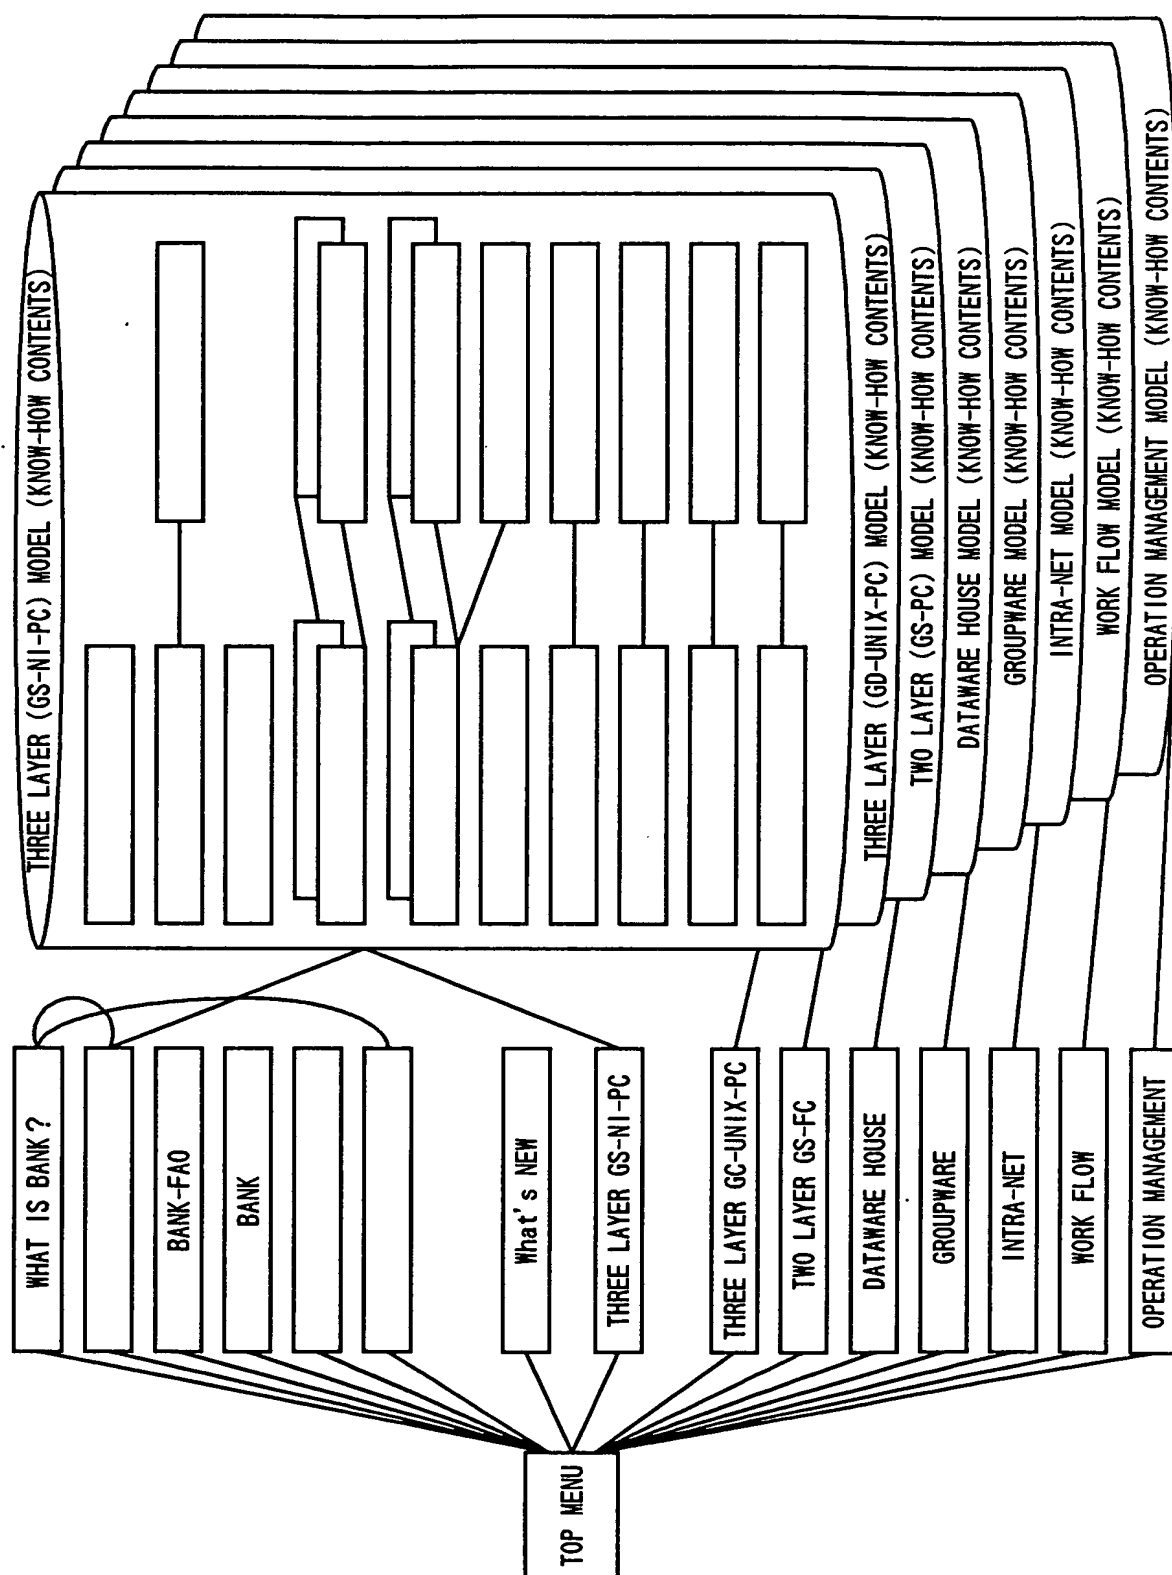 TOP MENU
WHAT IS BANK?
BANK-FAO
BANK
What's NEW
THREE LAYER GS-NI-PC
THREE LAYER GC-UNIX-PC
TWO LAYER GS-FC
DATAWARE HOUSE
GROUPWARE
INTRA-NET
WORK FLOW
OPERATION MANAGEMENT
THREE LAYER (GS-NI-PC) MODEL (KNOW-HOW CONTENTS)
THREE LAYER (GD-UNIX-PC) MODEL (KNOW-HOW CONTENTS)
TWO LAYER (GS-PC) MODEL (KNOW-HOW CONTENTS)
DATAWARE HOUSE MODEL (KNOW-HOW CONTENTS)
GROUPWARE MODEL (KNOW-HOW CONTENTS)
INTRA-NET MODEL (KNOW-HOW CONTENTS)
WORK FLOW MODEL (KNOW-HOW CONTENTS)
OPERATION MANAGEMENT MODEL (KNOW-HOW CONTENTS)